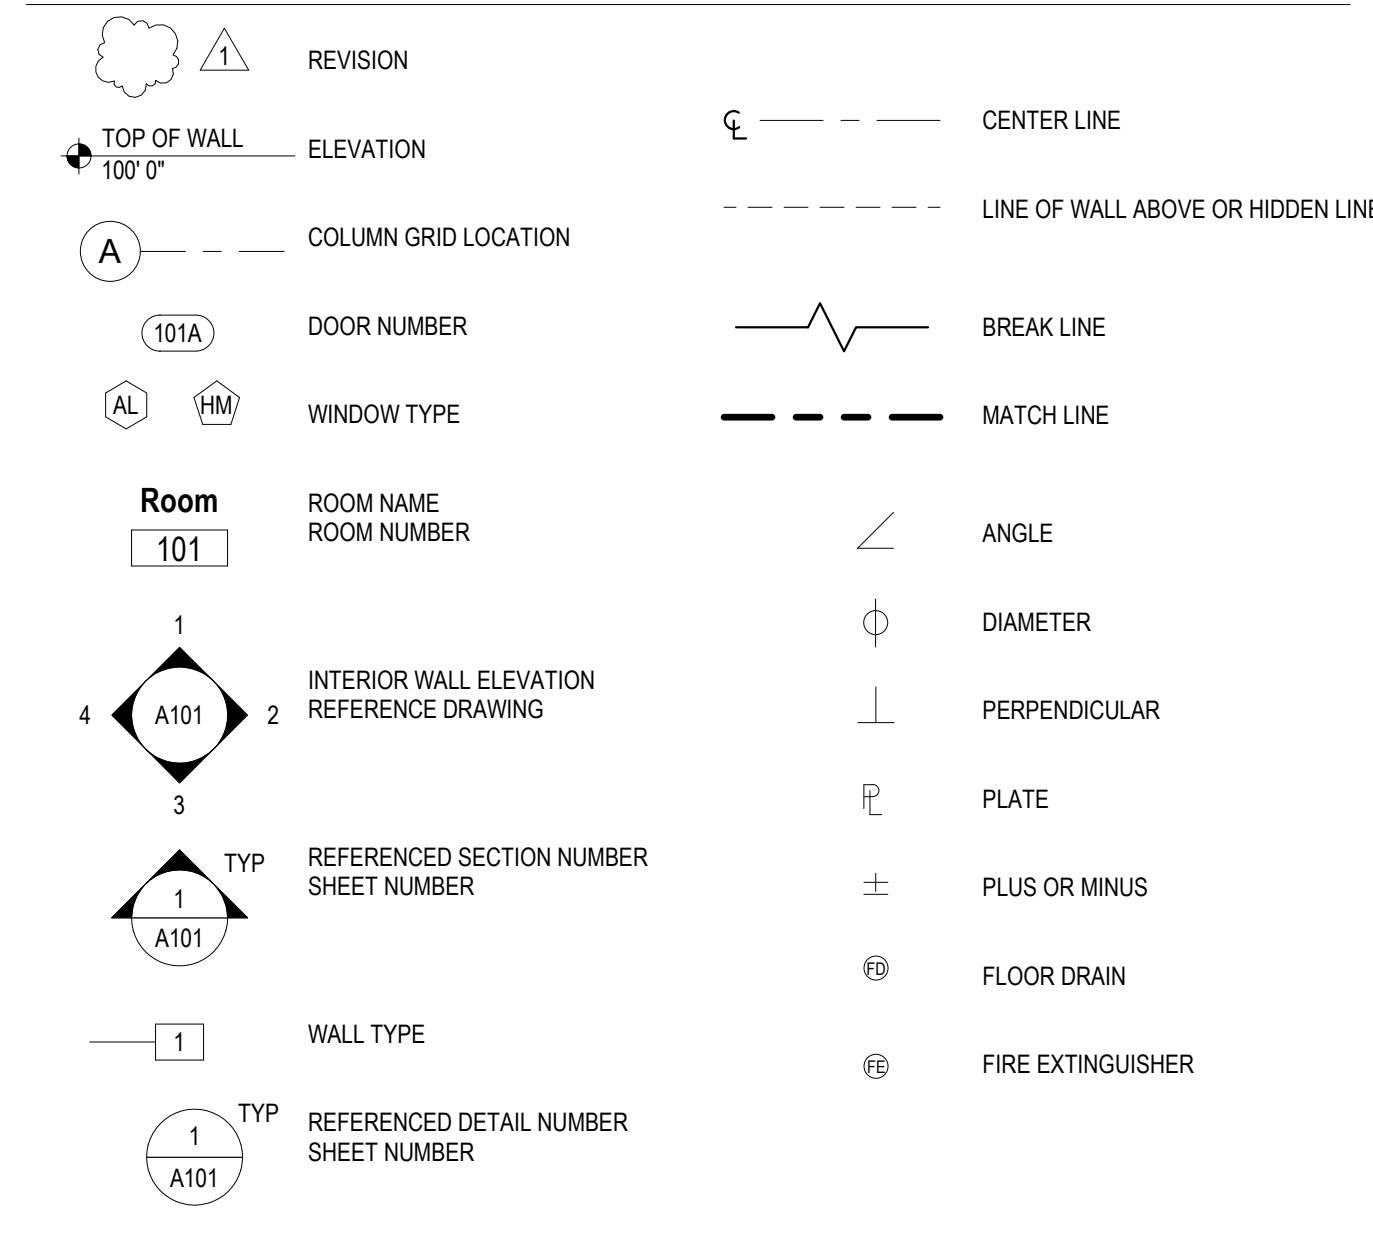 1
REVISION
TOP OF WALL
100' 0"
ELEVATION
A
COLUMN GRID LOCATION
101A
DOOR NUMBER
AL
HM
WINDOW TYPE
Room
101
ROOM NAME
ROOM NUMBER
1
4
A101
2
3
INTERIOR WALL ELEVATION
REFERENCE DRAWING
TYP
1
A101
REFERENCED SECTION NUMBER
SHEET NUMBER
1
WALL TYPE
TYP
1
A101
REFERENCED DETAIL NUMBER
SHEET NUMBER
℄
CENTER LINE
LINE OF WALL ABOVE OR HIDDEN LINE
BREAK LINE
MATCH LINE
ANGLE
DIAMETER
PERPENDICULAR
PL
PLATE
±
PLUS OR MINUS
FD
FLOOR DRAIN
FE
FIRE EXTINGUISHER